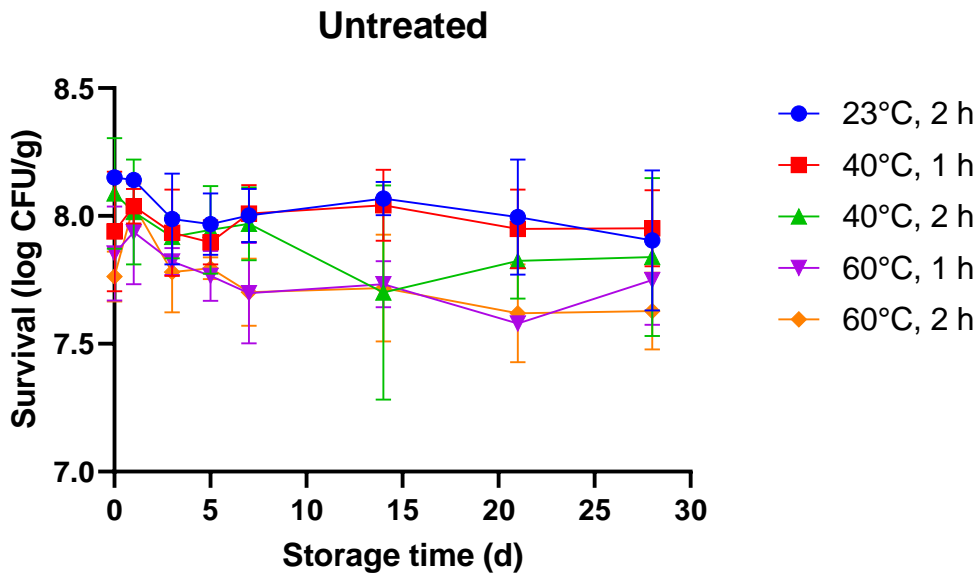 Untreated
Survival (log CFU/g)
8.5
8.0
7.5
7.0
0
5
10
15
20
25
30
Storage time (d)
23°C, 2 h
40°C, 1 h
40°C, 2 h
60°C, 1 h
60°C, 2 h